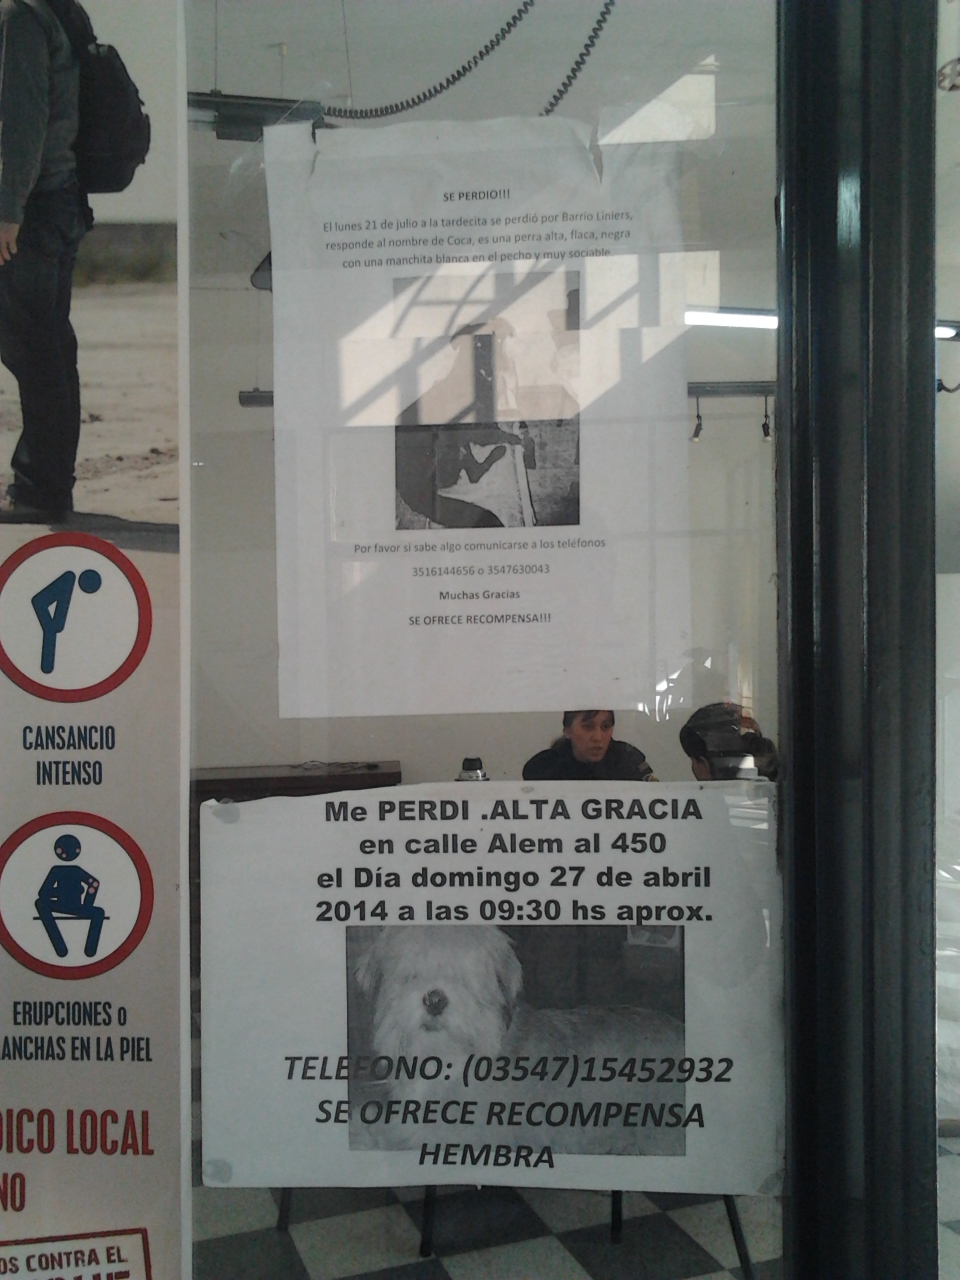 SE PERDIO!!!
El lunes 21 de julio a la tardecita se perdió por Barrio Liniers,
responde al nombre de Coca, es una perra alta, flaca, negra
con una manchita blanca en el pecho y muy sociable.
Por favor si sabe algo comunicarse a los teléfonos
3516144656 o 3547630043
Muchas Gracias
SE OFRECE RECOMPENSA!!!
Me PERDI .ALTA GRACIA
en calle Alem al 450
el Día domingo 27 de abril
2014 a las 09:30 hs aprox.
TELEFONO: (03547)15452932
SE OFRECE RECOMPENSA
HEMBRA
CANSANCIO
INTENSO
ERUPCIONES o
ANCHAS EN LA PIEL
DICO LOCAL
NO
OS CONTRA EL